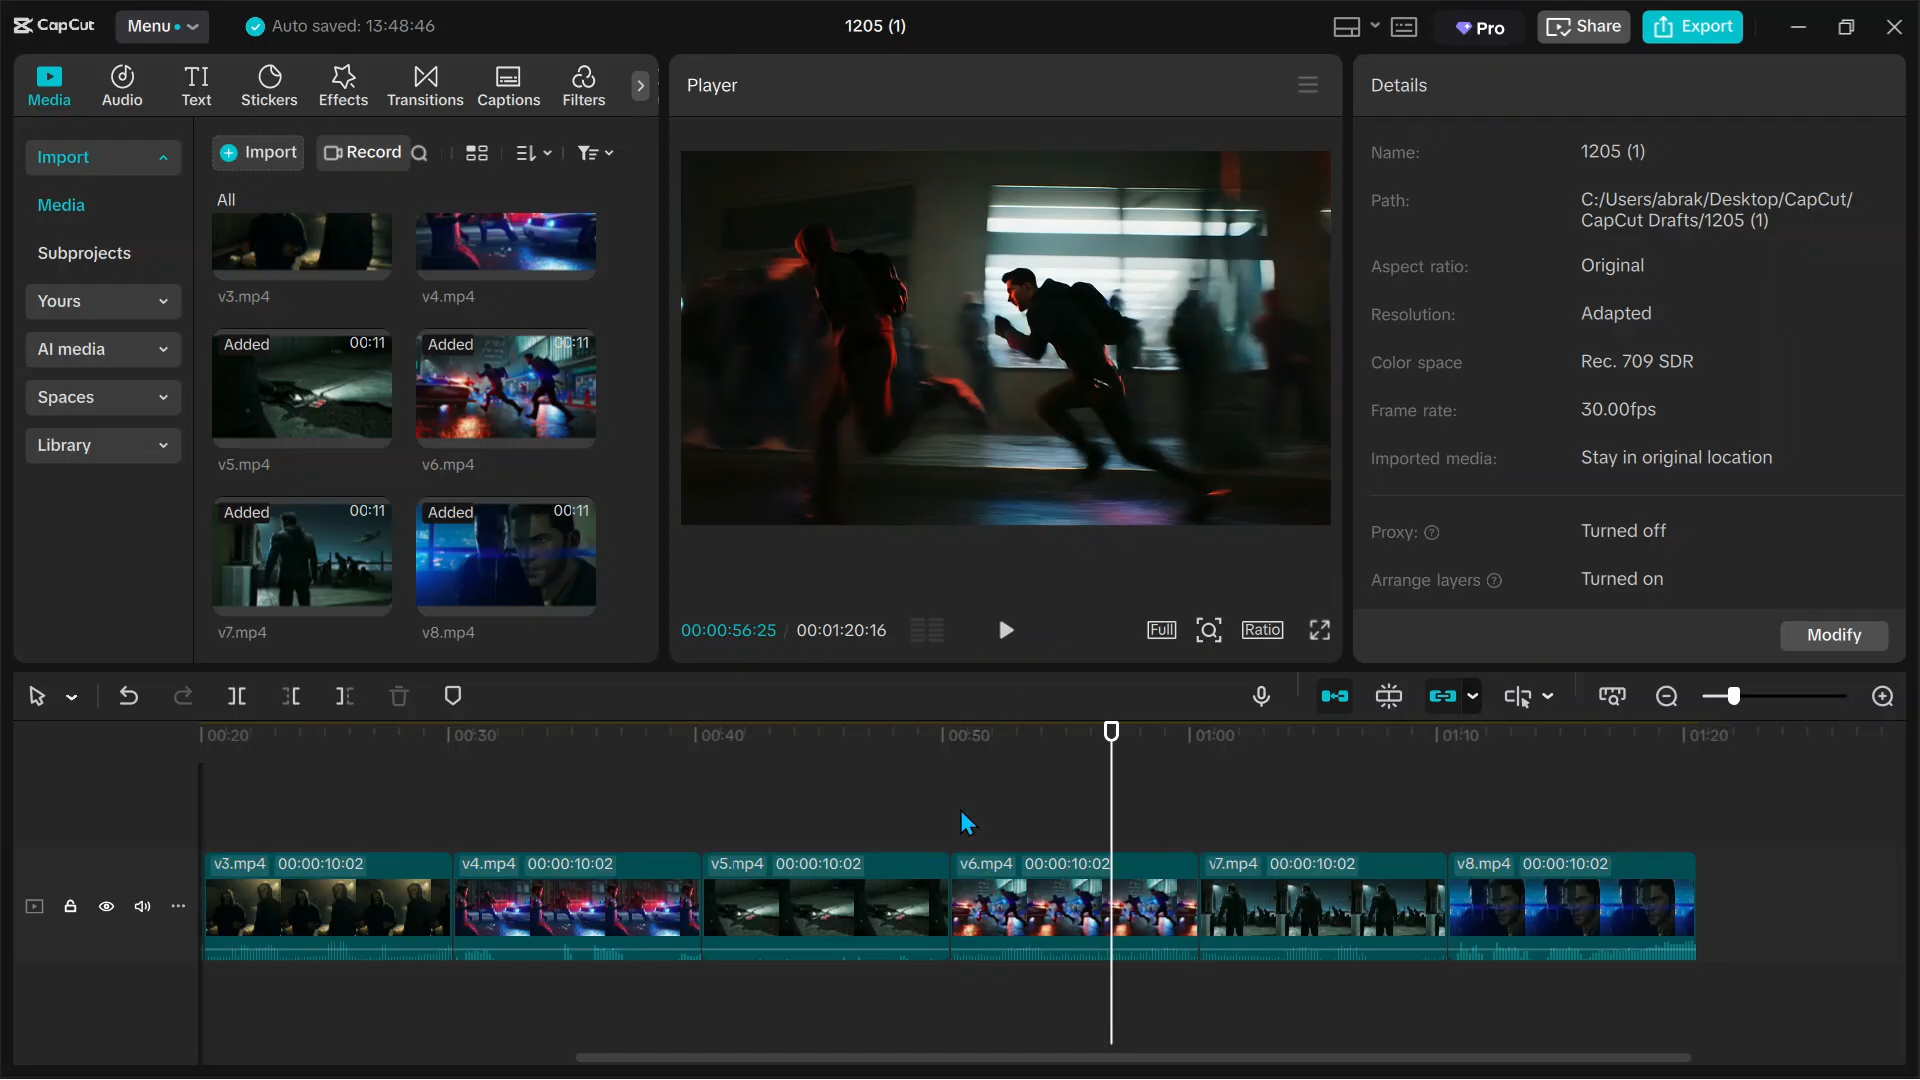 CapCut
Menu
Auto saved: 13:48:46
1205 (1)
Pro
Share
Export
Media
Audio
TI
Text
Stickers
Effects
Transitions
Captions
Filters
Import
Media
Subprojects
Yours
AI media
Spaces
Library
Import
Record
All
v3.mp4
v4.mp4
Added 00:11
v5.mp4
Added 00:11
v6.mp4
Added 00:11
v7.mp4
Added 00:11
v8.mp4
Player
00:00:56:25 / 00:01:20:16
Full
Ratio
Details
Name: 1205 (1)
Path: C:/Users/abrak/Desktop/CapCut/
CapCut Drafts/1205 (1)
Aspect ratio: Original
Resolution: Adapted
Color space Rec. 709 SDR
Frame rate: 30.00fps
Imported media: Stay in original location
Proxy: ? Turned off
Arrange layers ? Turned on
Modify
00:20 00:30 00:40 00:50 01:00 01:10 01:20
v3.mp4 00:00:10:02
v4.mp4 00:00:10:02
v5.mp4 00:00:10:02
v6.mp4 00:00:10:02
v7.mp4 00:00:10:02
v8.mp4 00:00:10:02